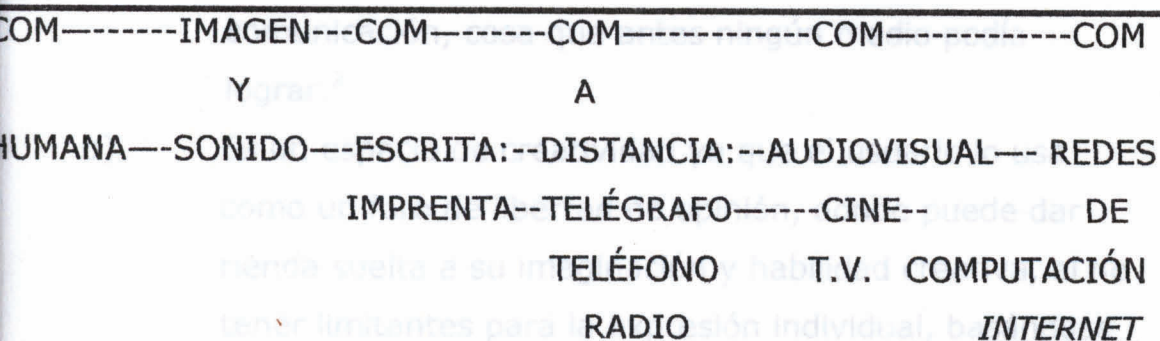 COM-------IMAGEN---COM--------COM------------COM-------------COM
Y A
HUMANA---SONIDO---ESCRITA:--DISTANCIA:--AUDIOVISUAL---REDES
IMPRENTA--TELÉGRAFO------CINE-- DE
TELÉFONO T.V. COMPUTACIÓN
RADIO INTERNET